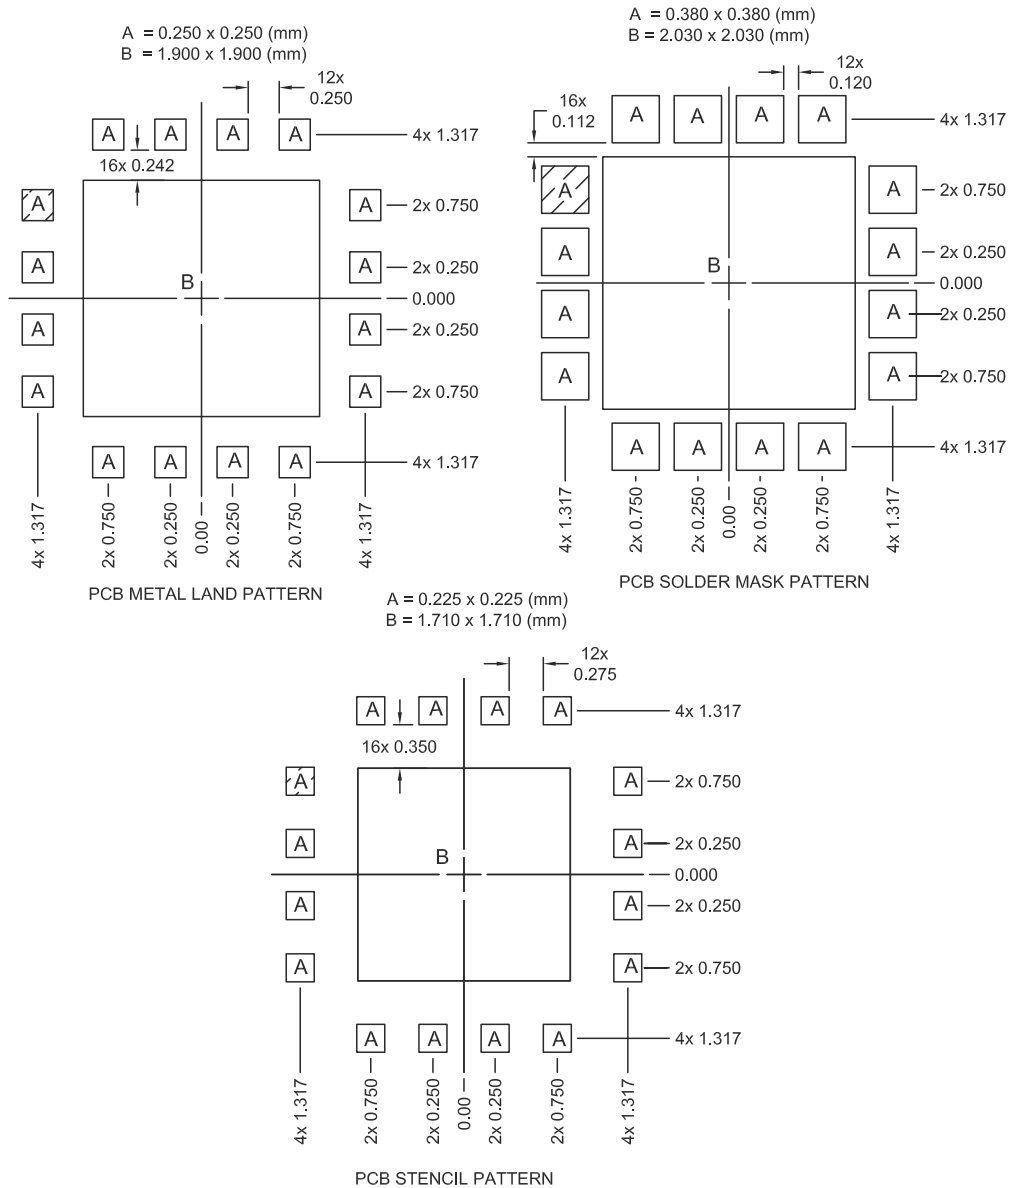 A = 0.250 x 0.250 (mm)
B = 1.900 x 1.900 (mm)
12x
0.250
A A A A
4x 1.317
16x 0.242
A A
2x 0.750
A A
2x 0.250
B
0.000
A A
2x 0.250
A A
2x 0.750
A A A A
4x 1.317
4x 1.317
2x 0.750
2x 0.250
0.00
2x 0.250
2x 0.750
4x 1.317
PCB METAL LAND PATTERN
A = 0.380 x 0.380 (mm)
B = 2.030 x 2.030 (mm)
12x
0.120
16x
0.112
A A A A
4x 1.317
A A
2x 0.750
A A
2x 0.250
B
0.000
A A
2x 0.250
A A
2x 0.750
A A A A
4x 1.317
4x 1.317
2x 0.750
2x 0.250
0.00
2x 0.250
2x 0.750
4x 1.317
PCB SOLDER MASK PATTERN
A = 0.225 x 0.225 (mm)
B = 1.710 x 1.710 (mm)
12x
0.275
A A A A
4x 1.317
16x 0.350
A A
2x 0.750
A A
2x 0.250
B
0.000
A A
2x 0.250
A A
2x 0.750
A A A A
4x 1.317
4x 1.317
2x 0.750
2x 0.250
0.00
2x 0.250
2x 0.750
4x 1.317
PCB STENCIL PATTERN